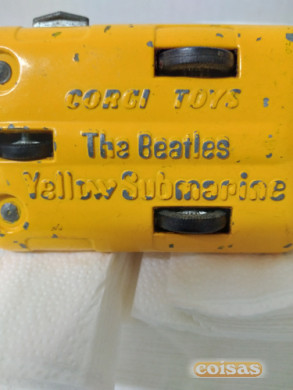 CORGI TOYS
The Beatles
Yellow Submarine
coisas